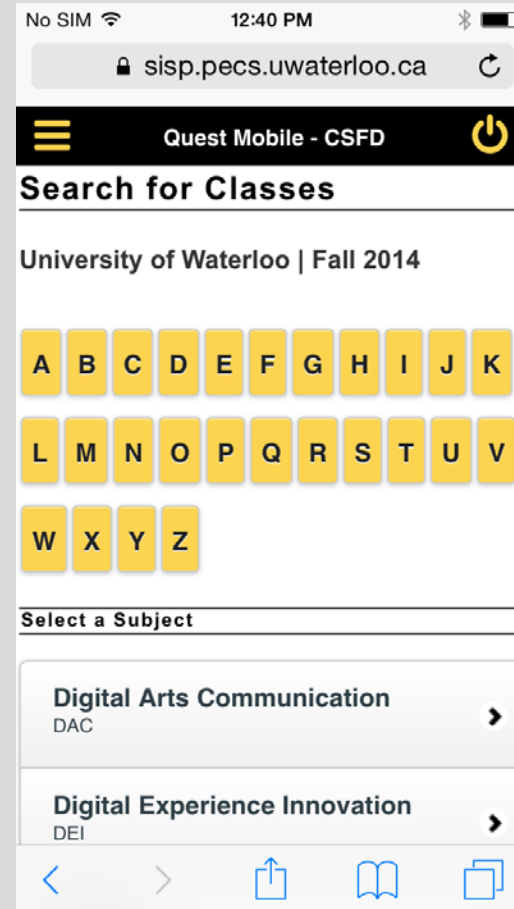 No SIM 12:40 PM
sisp.pecs.uwaterloo.ca
Quest Mobile - CSFD
Search for Classes
University of Waterloo | Fall 2014
A B C D E F G H I J K
L M N O P Q R S T U V
W X Y Z
Select a Subject
Digital Arts Communication
DAC
Digital Experience Innovation
DEI